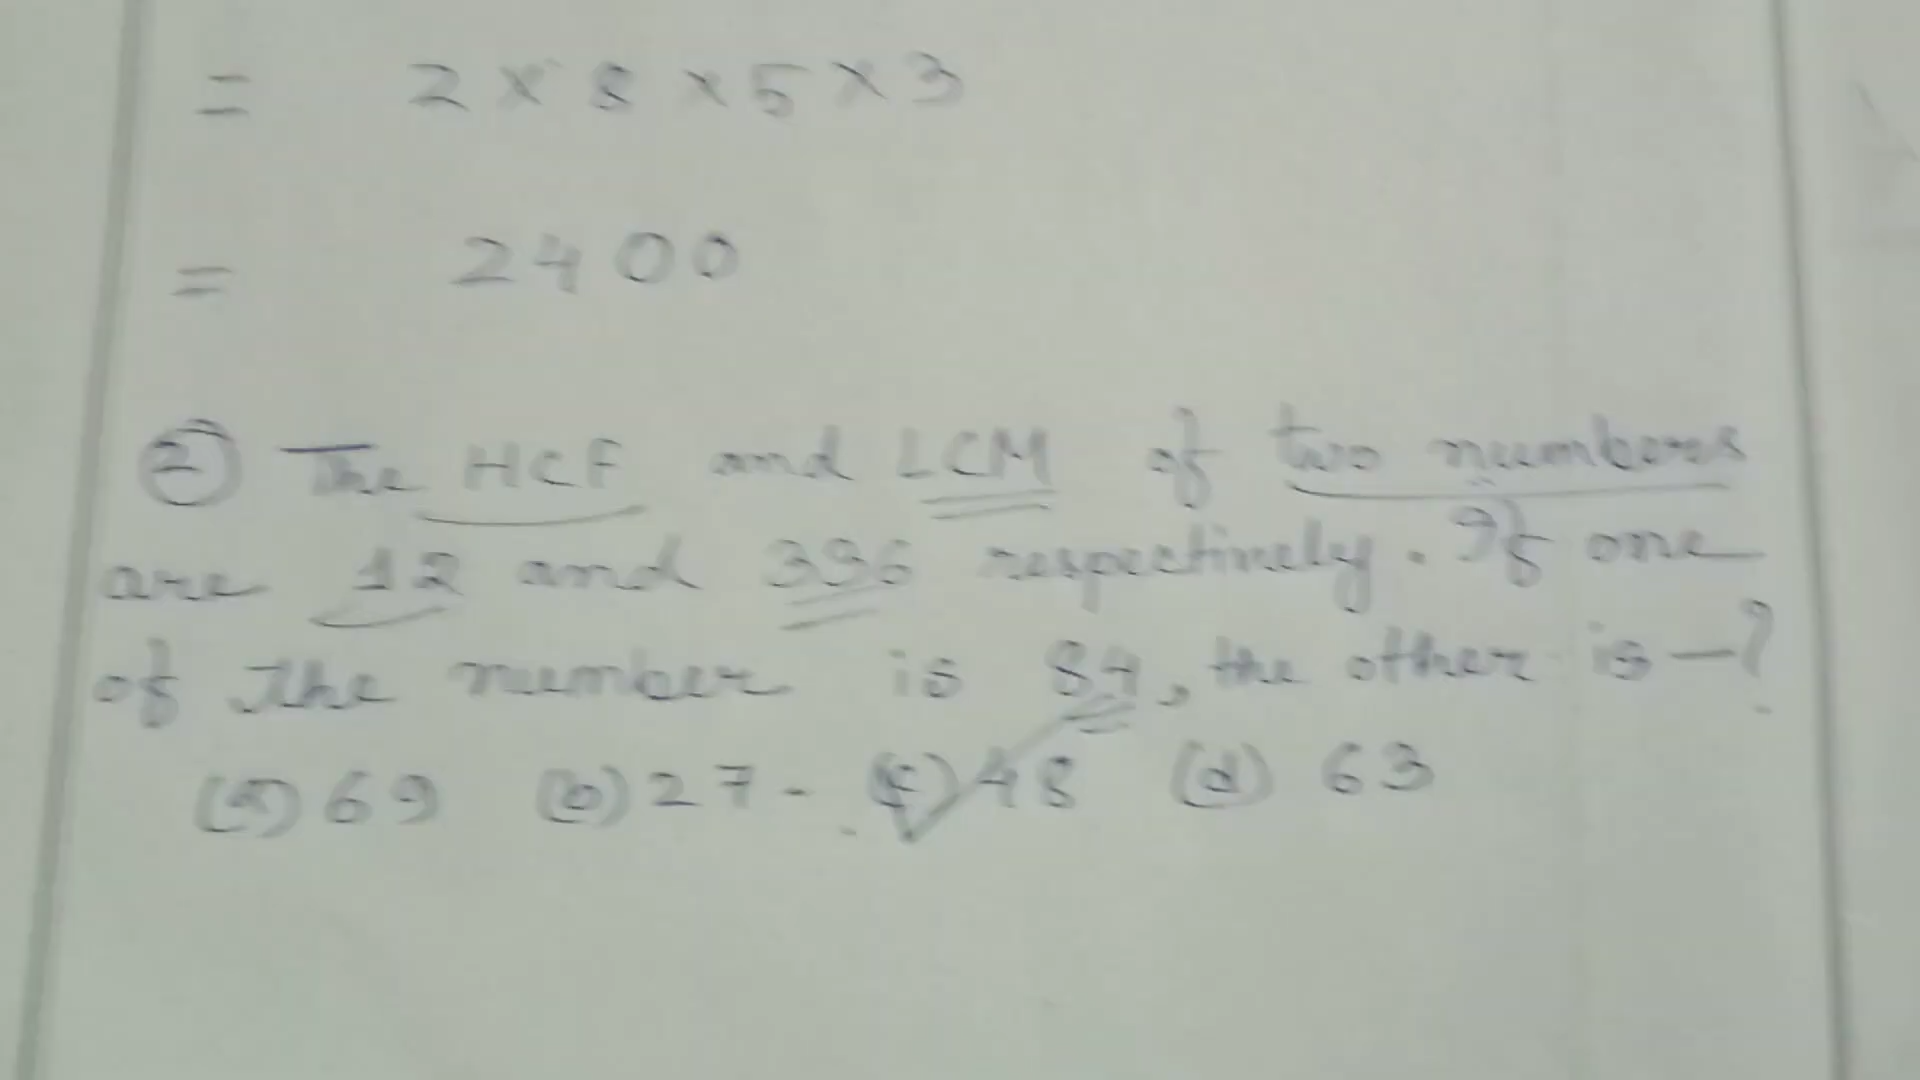 = 2 × 8 × 5 × 3
= 2400
② The HCF and LCM of two numbers
are 12 and 336 respectively. If one
of the number is 84, the other is —?
(a) 69 (b) 27 - (c) 48 (d) 63